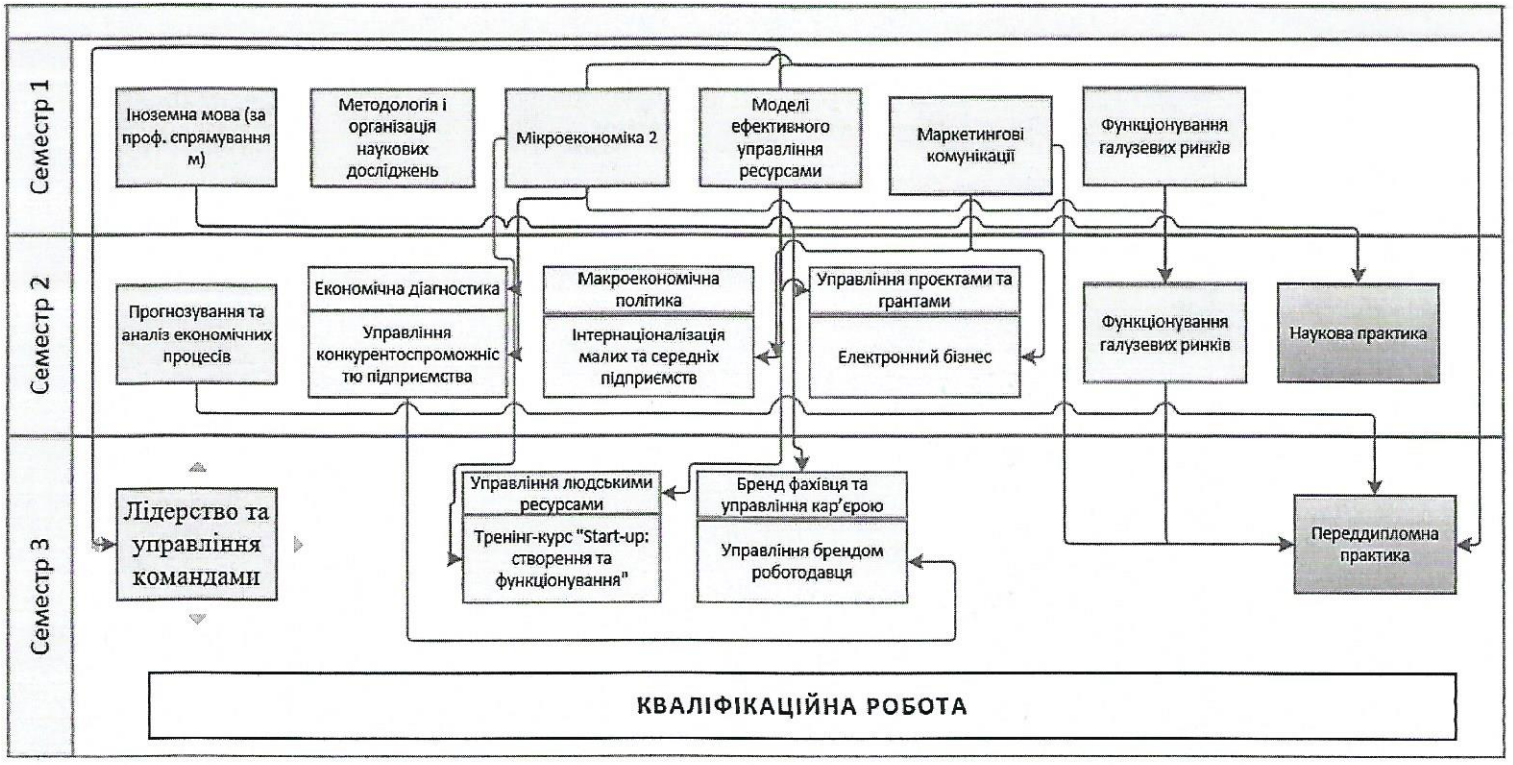 Семестр 1
Іноземна мова (за
проф. спрямування
м)
Методологія і
організація
наукових
досліджень
Мікроекономіка 2
Моделі
ефективного
управління
ресурсами
Маркетингові
комунікації
Функціонування
галузевих ринків
Семестр 2
Прогнозування та
аналіз економічних
процесів
Економічна діагностика
Управління
конкурентоспроможніс
тю підприємства
Макроекономічна
політика
Інтернаціоналізація
малих та середніх
підприємств
Управління проєктами та
грантами
Електронний бізнес
Функціонування
галузевих ринків
Наукова практика
Семестр 3
Лідерство та
управління
командами
Управління людськими
ресурсами
Тренінг-курс "Start-up:
створення та
функціонування"
Бренд фахівця та
управління кар’єрою
Управління брендом
роботодавця
Переддипломна
практика
КВАЛІФІКАЦІЙНА РОБОТА